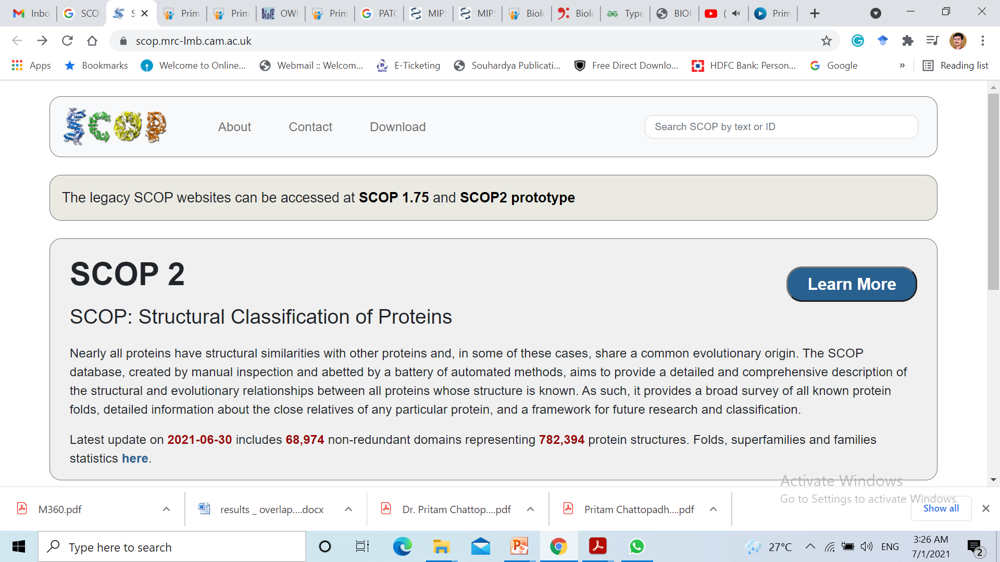 Inbo
SCO
S
Prim
Prim
OWL
Prim
PATC
MIPS
MIPS
Biolo
Biolo
Type
BIOI
(
Prim
scop.mrc-lmb.cam.ac.uk
Apps
Bookmarks
Welcome to Online...
Webmail :: Welcom...
E-Ticketing
Souhardya Publicati...
Free Direct Downlo...
HDFC Bank: Person...
Google
»
Reading list
SCOP
About
Contact
Download
Search SCOP by text or ID
The legacy SCOP websites can be accessed at SCOP 1.75 and SCOP2 prototype
SCOP 2
Learn More
SCOP: Structural Classification of Proteins
Nearly all proteins have structural similarities with other proteins and, in some of these cases, share a common evolutionary origin. The SCOP
database, created by manual inspection and abetted by a battery of automated methods, aims to provide a detailed and comprehensive description of
the structural and evolutionary relationships between all proteins whose structure is known. As such, it provides a broad survey of all known protein
folds, detailed information about the close relatives of any particular protein, and a framework for future research and classification.
Latest update on 2021-06-30 includes 68,974 non-redundant domains representing 782,394 protein structures. Folds, superfamilies and families
statistics here.
Activate Windows
Go to Settings to activate Windows.
M360.pdf
results _ overlap....docx
Dr. Pritam Chattop....pdf
Pritam Chattopadh....pdf
Show all
Type here to search
27°C
ENG
3:26 AM
7/1/2021
2